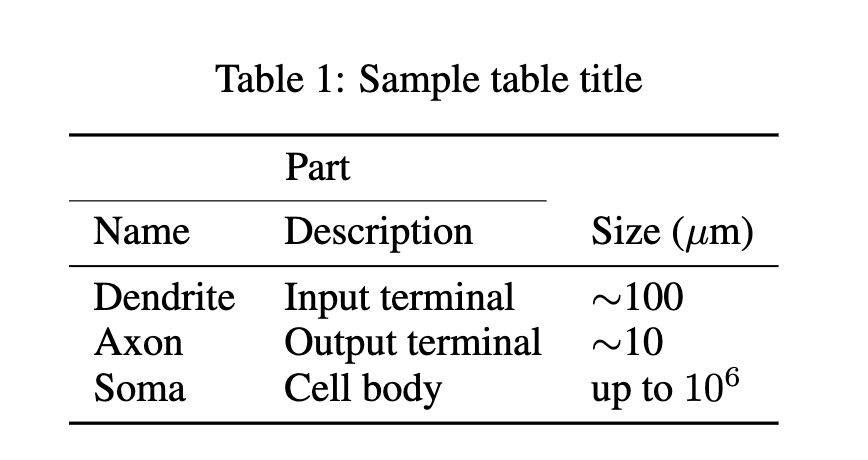 Table 1: Sample table title
Part
Name Description Size (μm)
Dendrite Input terminal ∼100
Axon Output terminal ∼10
Soma Cell body up to 10⁶